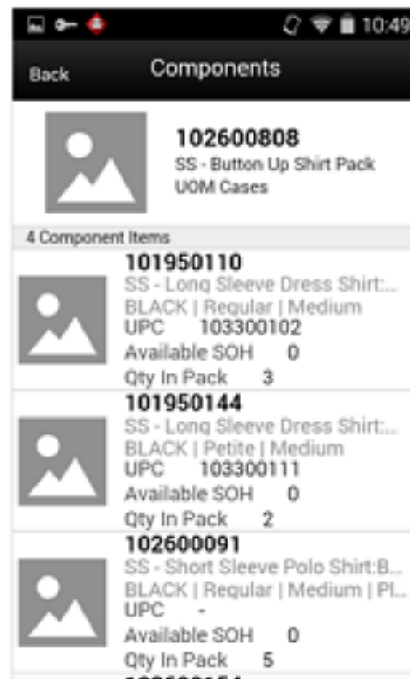 10:49
Back Components
102600808
SS - Button Up Shirt Pack
UOM Cases
4 Component Items
101950110
SS - Long Sleeve Dress Shirt:...
BLACK | Regular | Medium
UPC 103300102
Available SOH 0
Qty In Pack 3
101950144
SS - Long Sleeve Dress Shirt:...
BLACK | Petite | Medium
UPC 103300111
Available SOH 0
Qty In Pack 2
102600091
SS - Short Sleeve Polo Shirt:B...
BLACK | Regular | Medium | Pl...
UPC -
Available SOH 0
Qty In Pack 5